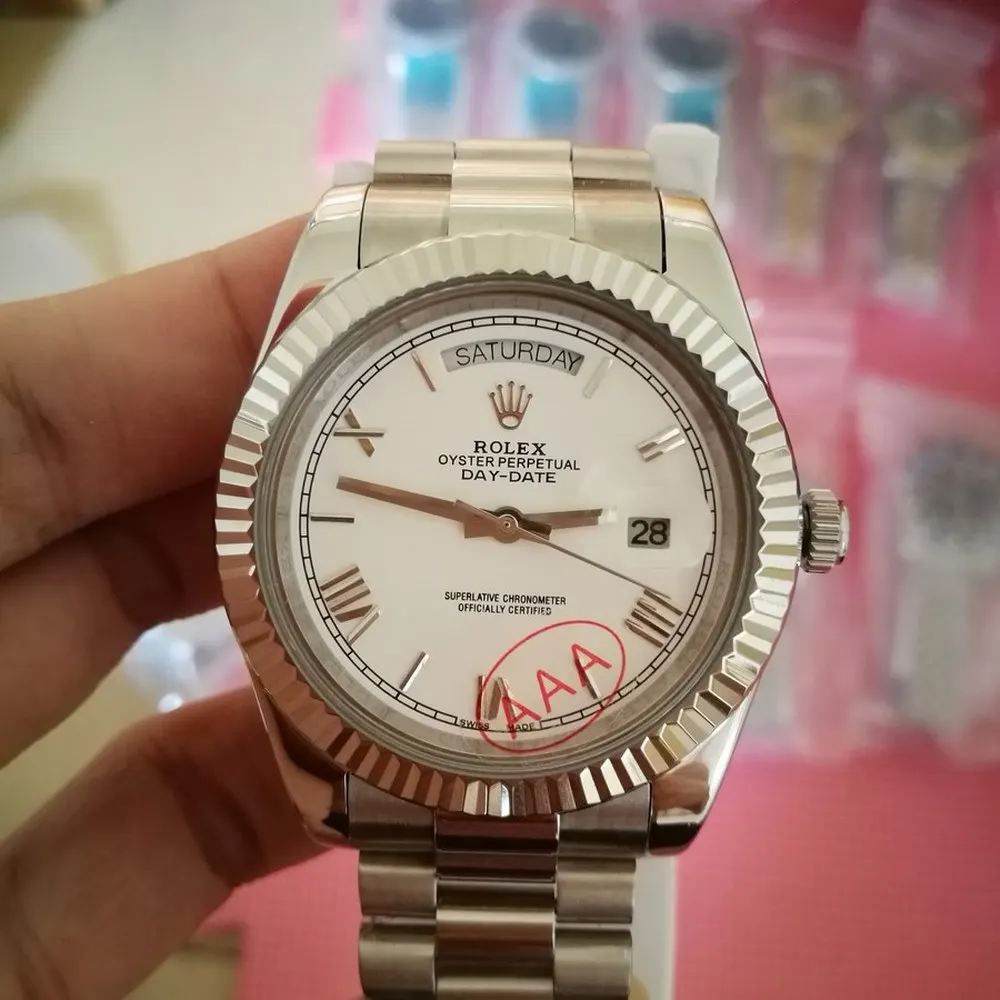 SATURDAY
ROLEX
OYSTER PERPETUAL
DAY-DATE
28
SUPERLATIVE CHRONOMETER
OFFICIALLY CERTIFIED
AAA
SWISS MADE